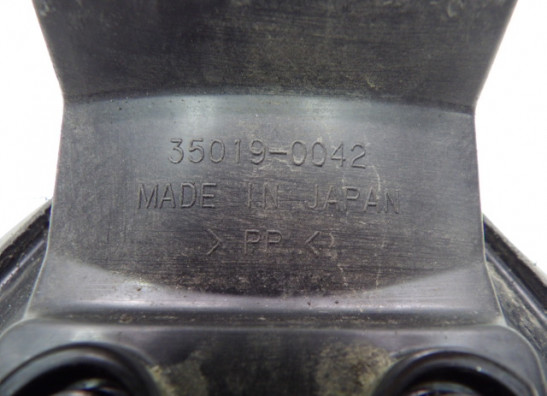 35019-0042
MADE IN JAPAN
> PP <